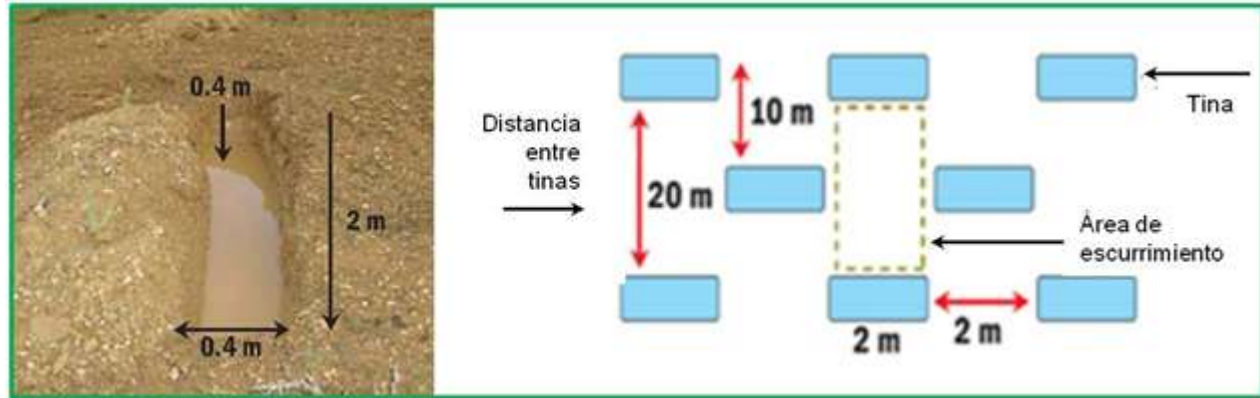 0.4 m
2 m
0.4 m
Distancia
entre
tinas
10 m
20 m
Tina
Área de
escurrimiento
2 m
2 m